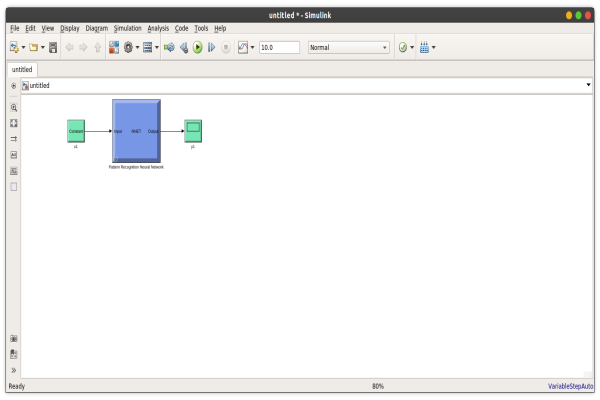 untitled * - Simulink
File Edit View Display Diagram Simulation Analysis Code Tools Help
10.0 Normal
untitled
untitled
Constant Input NNET Output
x1 y1
Pattern Recognition Neural Network
Ready 80% VariableStepAuto